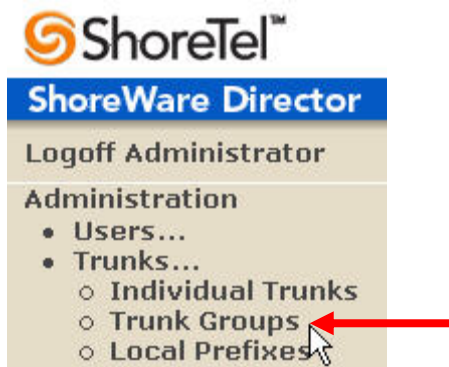 ShoreTel™
ShoreWare Director
Logoff Administrator
Administration
• Users...
• Trunks...
○ Individual Trunks
○ Trunk Groups
○ Local Prefixes